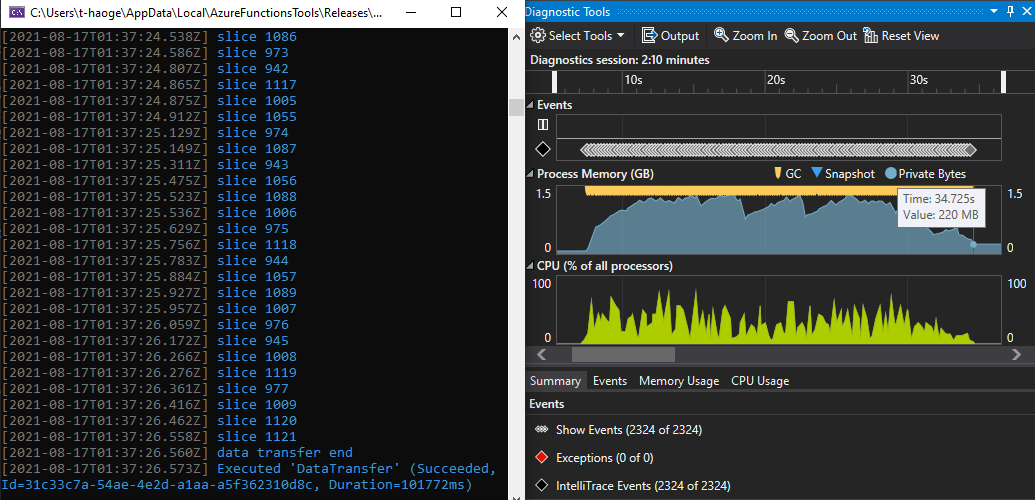 C:\Users\t-haoge\AppData\Local\AzureFunctionsTools\Releases\...
[2021-08-17T01:37:24.538Z] slice 1086
[2021-08-17T01:37:24.586Z] slice 973
[2021-08-17T01:37:24.807Z] slice 942
[2021-08-17T01:37:24.865Z] slice 1117
[2021-08-17T01:37:24.875Z] slice 1005
[2021-08-17T01:37:24.912Z] slice 1055
[2021-08-17T01:37:25.129Z] slice 974
[2021-08-17T01:37:25.149Z] slice 1087
[2021-08-17T01:37:25.311Z] slice 943
[2021-08-17T01:37:25.475Z] slice 1056
[2021-08-17T01:37:25.523Z] slice 1088
[2021-08-17T01:37:25.536Z] slice 1006
[2021-08-17T01:37:25.629Z] slice 975
[2021-08-17T01:37:25.756Z] slice 1118
[2021-08-17T01:37:25.783Z] slice 944
[2021-08-17T01:37:25.884Z] slice 1057
[2021-08-17T01:37:25.927Z] slice 1089
[2021-08-17T01:37:25.957Z] slice 1007
[2021-08-17T01:37:26.059Z] slice 976
[2021-08-17T01:37:26.172Z] slice 945
[2021-08-17T01:37:26.266Z] slice 1008
[2021-08-17T01:37:26.276Z] slice 1119
[2021-08-17T01:37:26.361Z] slice 977
[2021-08-17T01:37:26.416Z] slice 1009
[2021-08-17T01:37:26.462Z] slice 1120
[2021-08-17T01:37:26.558Z] slice 1121
[2021-08-17T01:37:26.560Z] data transfer end
[2021-08-17T01:37:26.573Z] Executed 'DataTransfer' (Succeeded,
Id=31c33c7a-54ae-4e2d-a1aa-a5f362310d8c, Duration=101772ms)
Diagnostic Tools
Select Tools Output Zoom In Zoom Out Reset View
Diagnostics session: 2:10 minutes
10s 20s 30s
Events
Process Memory (GB) GC Snapshot Private Bytes
1.5 1.5
Time: 34.725s
Value: 220 MB
0 0
CPU (% of all processors)
100 100
0 0
Summary Events Memory Usage CPU Usage
Events
Show Events (2324 of 2324)
Exceptions (0 of 0)
IntelliTrace Events (2324 of 2324)